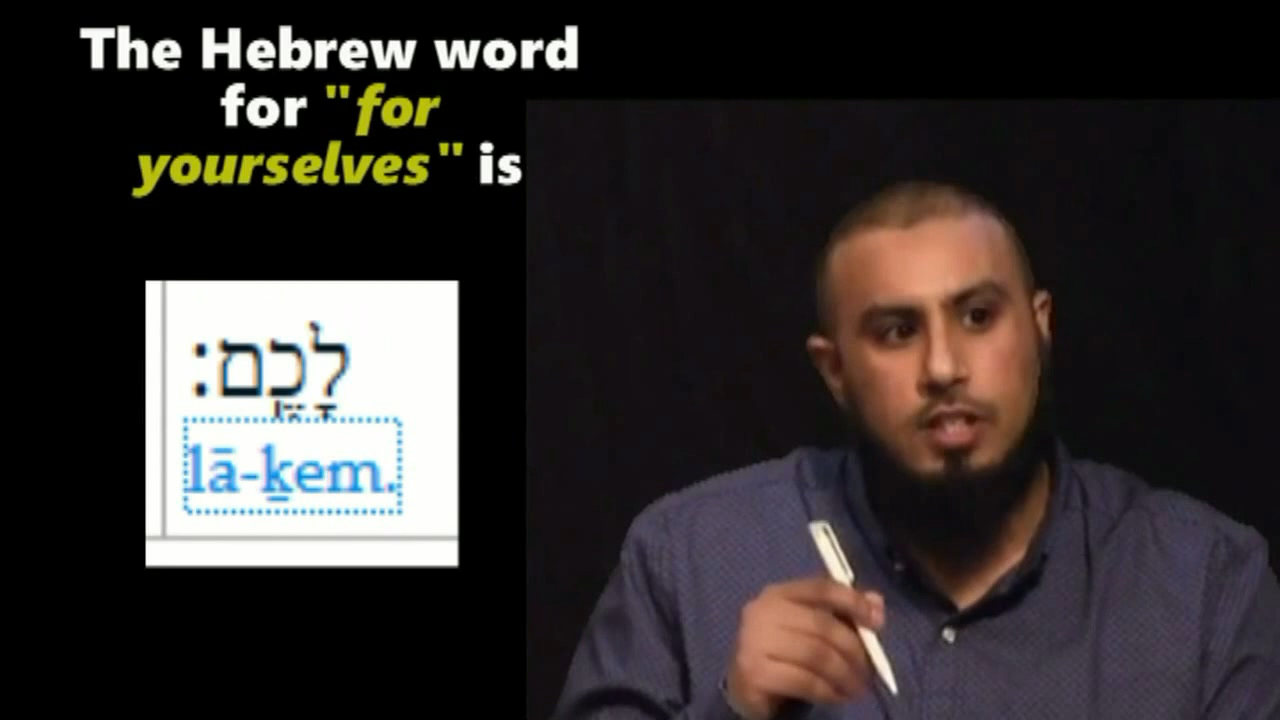 The Hebrew word
for "for
yourselves" is
לָכֶֽם׃
lā-ḵem.